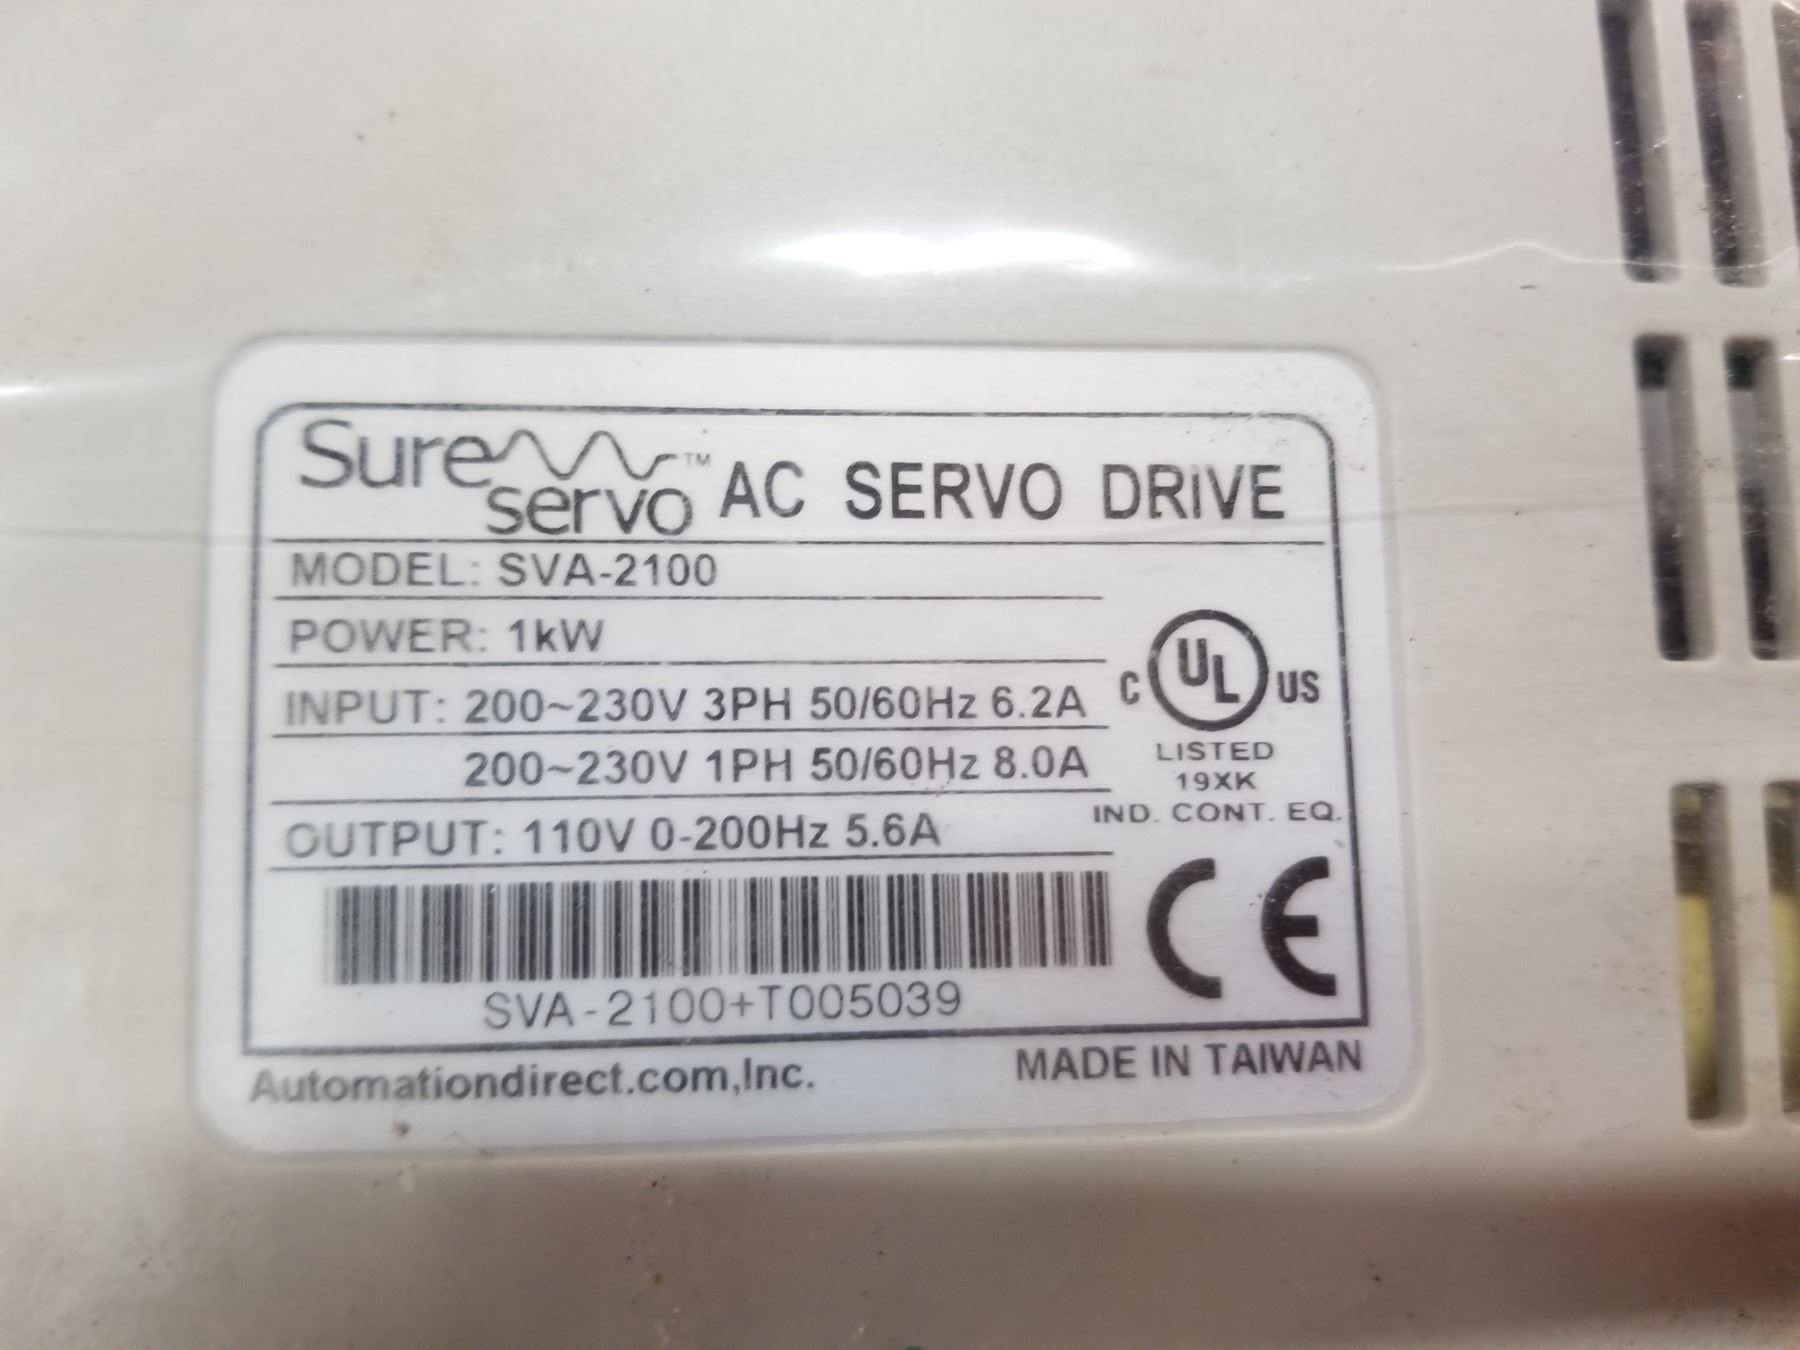 Sure servo™ AC SERVO DRiVE
MODEL: SVA-2100
POWER: 1kW
INPUT: 200~230V 3PH 50/60Hz 6.2A
200~230V 1PH 50/60Hz 8.0A
OUTPUT: 110V 0-200Hz 5.6A
C UL US
LISTED
19XK
IND. CONT. EQ.
CE
SVA-2100+T005039
Automationdirect.com,Inc.
MADE IN TAIWAN